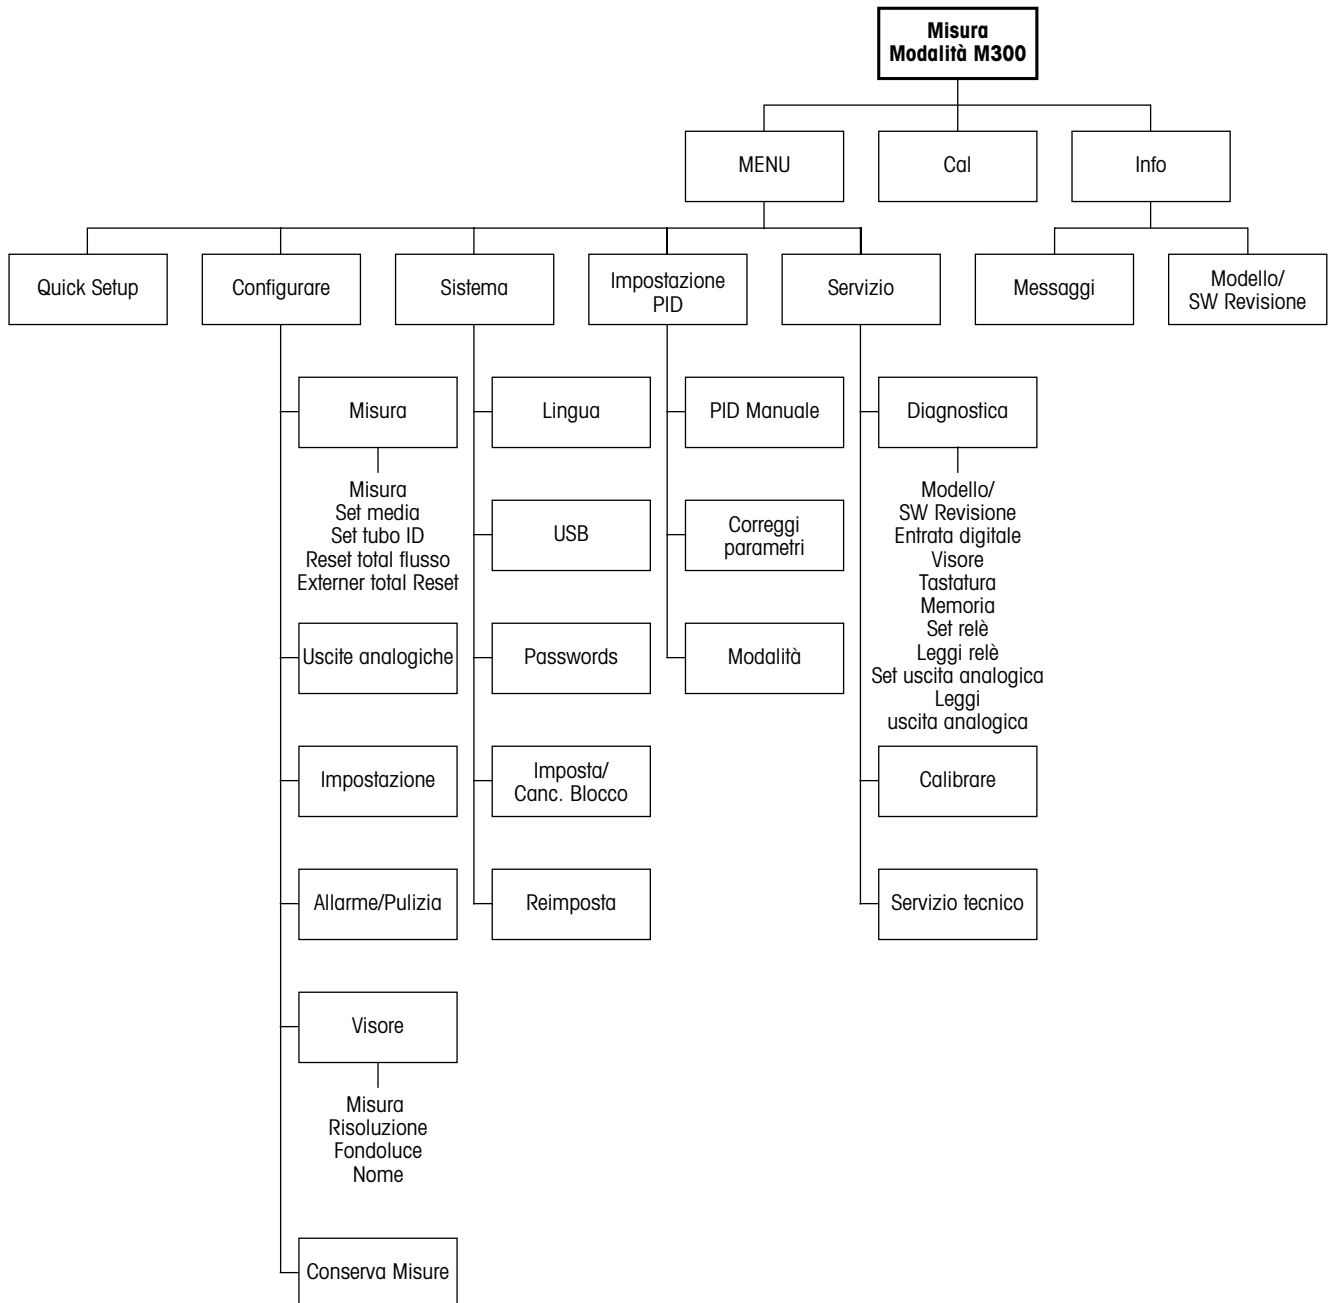 Misura
Modalità M300
MENU
Cal
Info
Quick Setup
Configurare
Sistema
Impostazione
PID
Servizio
Messaggi
Modello/
SW Revisione
Misura
Misura
Set media
Set tubo ID
Reset total flusso
Externer total Reset
Uscite analogiche
Impostazione
Allarme/Pulizia
Visore
Misura
Risoluzione
Fondoluce
Nome
Conserva Misure
Lingua
USB
Passwords
Imposta/
Canc. Blocco
Reimposta
PID Manuale
Correggi
parametri
Modalità
Diagnostica
Modello/
SW Revisione
Entrata digitale
Visore
Tastatura
Memoria
Set relè
Leggi relè
Set uscita analogica
Leggi
uscita analogica
Calibrare
Servizio tecnico